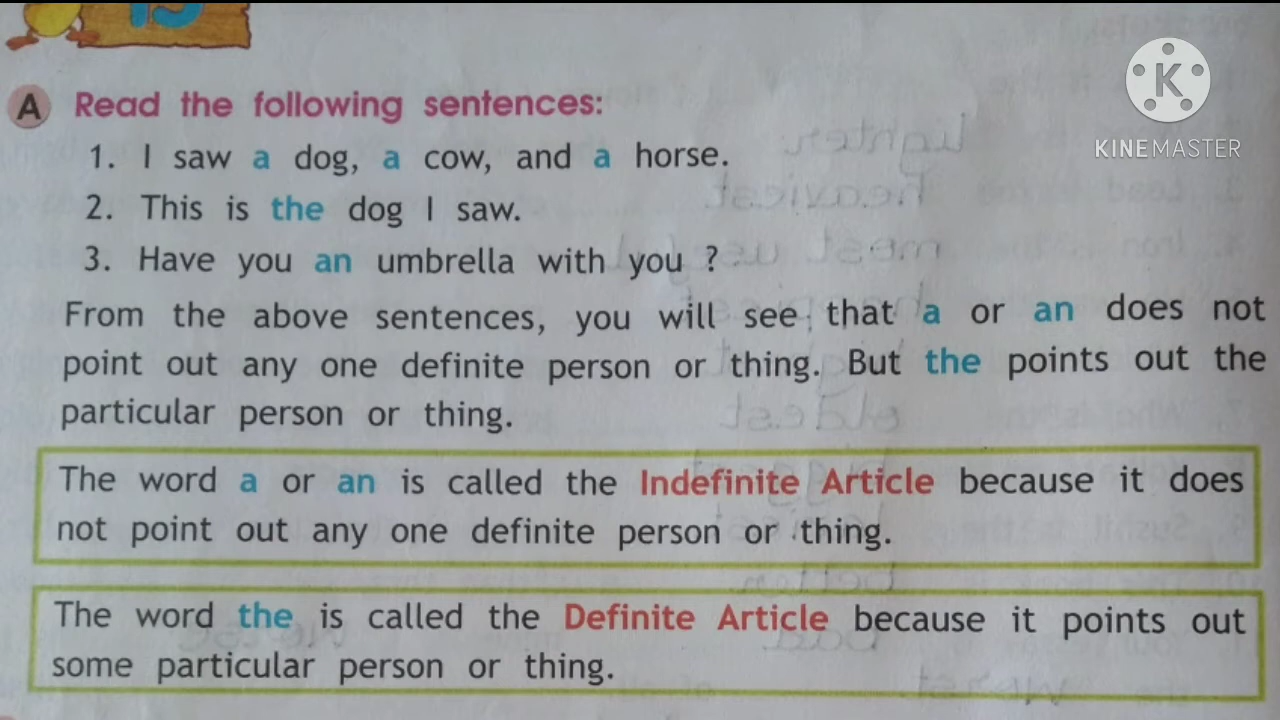 15
A Read the following sentences:
1. I saw a dog, a cow, and a horse.
2. This is the dog I saw.
3. Have you an umbrella with you ?
From the above sentences, you will see that a or an does not
point out any one definite person or thing. But the points out the
particular person or thing.
The word a or an is called the Indefinite Article because it does
not point out any one definite person or thing.
The word the is called the Definite Article because it points out
some particular person or thing.
K
KINEMASTER